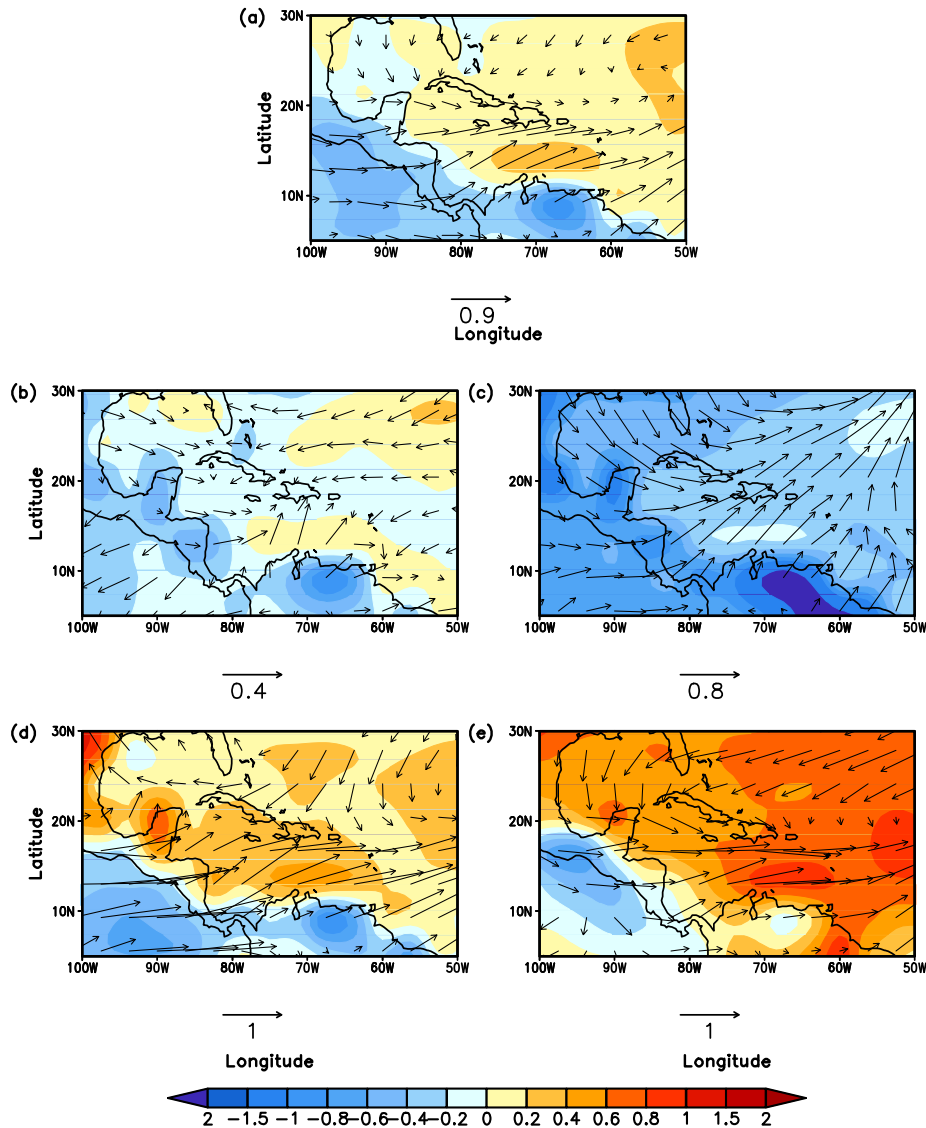 (a)
30N
20N
10N
Latitude
100W 90W 80W 70W 60W 50W
0.9
Longitude
(b) (c)
30N 30N
20N 20N
10N 10N
Latitude
100W 90W 80W 70W 60W 50W 100W 90W 80W 70W 60W 50W
0.4 0.8
(d) (e)
30N 30N
20N 20N
10N 10N
Latitude
100W 90W 80W 70W 60W 50W 100W 90W 80W 70W 60W 50W
1 1
Longitude Longitude
2 −1.5 −1 −0.8 −0.6 −0.4 −0.2 0 0.2 0.4 0.6 0.8 1 1.5 2